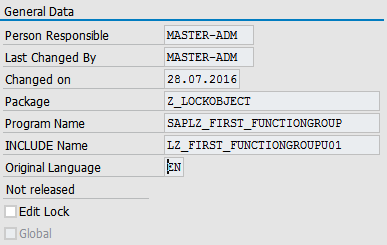 General Data
Person Responsible MASTER-ADM
Last Changed By MASTER-ADM
Changed on 28.07.2016
Package Z_LOCKOBJECT
Program Name SAPLZ_FIRST_FUNCTIONGROUP
INCLUDE Name LZ_FIRST_FUNCTIONGROUPU01
Original Language EN
Not released
Edit Lock
Global